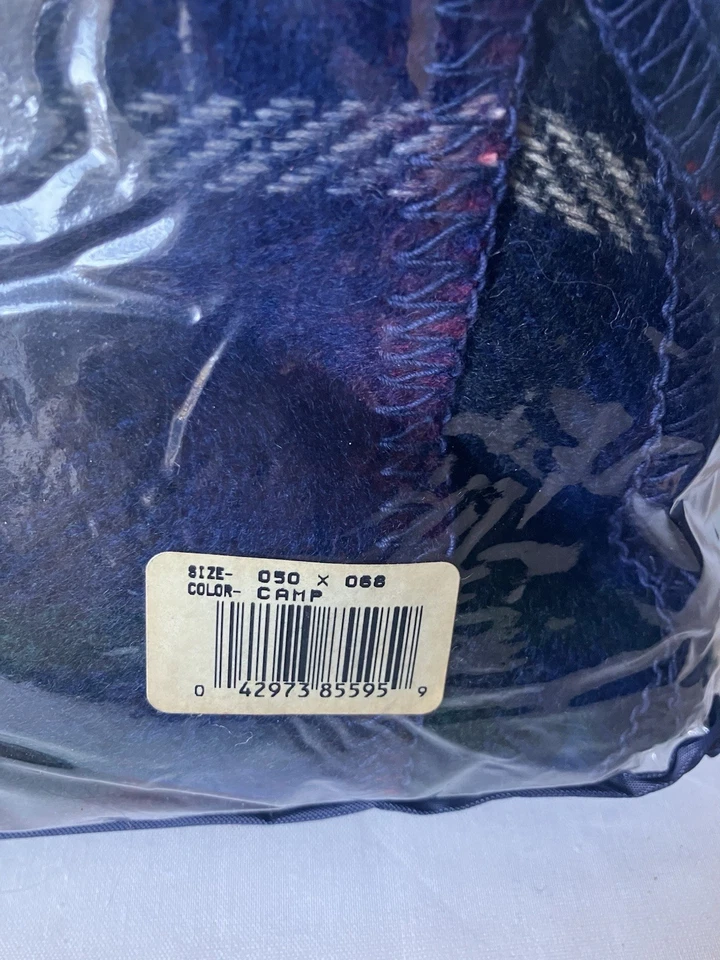 SIZE- 050 X 068
COLOR- CAMP
0 42973 85595 9